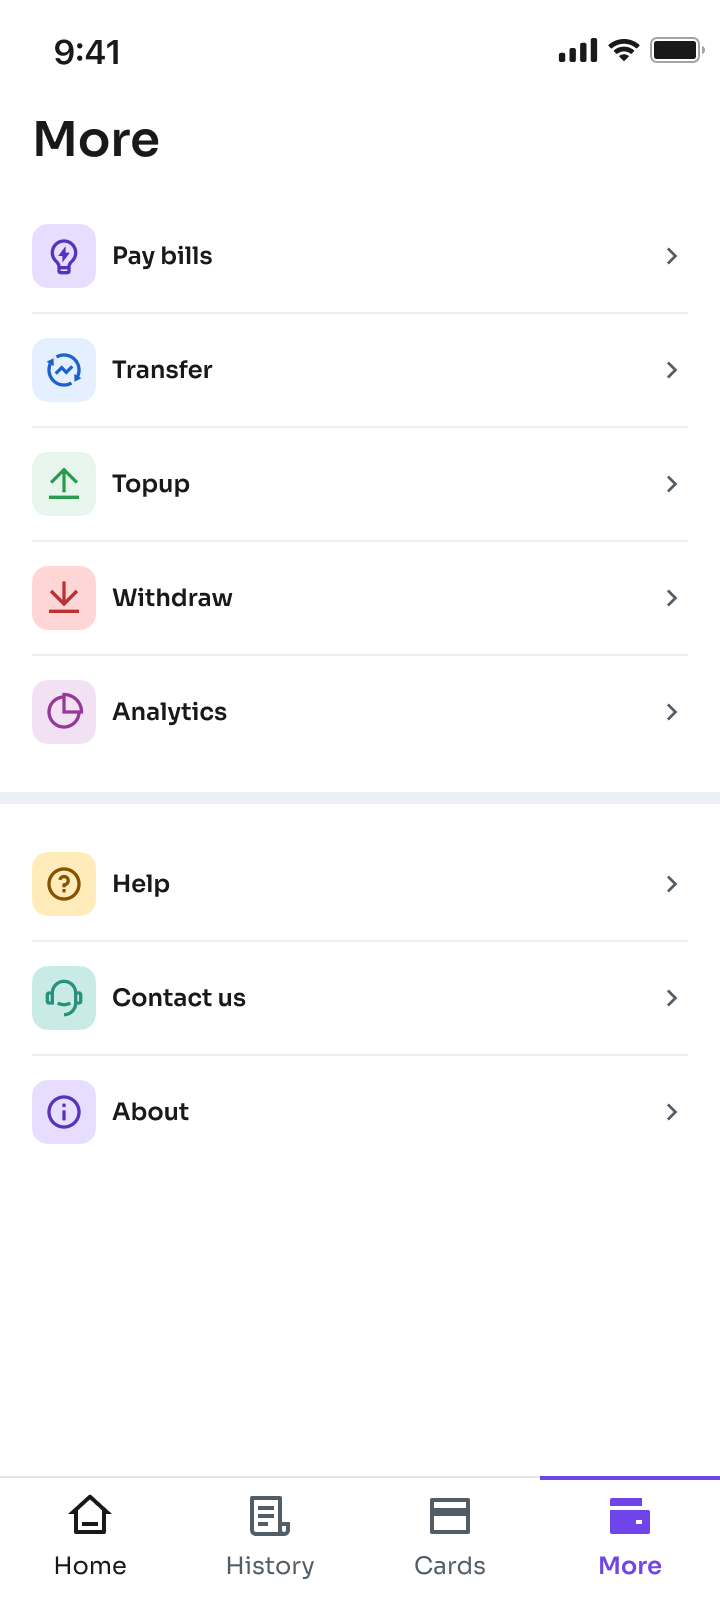 9:41
More
Pay bills
Transfer
Topup
Withdraw
Analytics
Help
Contact us
About
Home
History
Cards
More